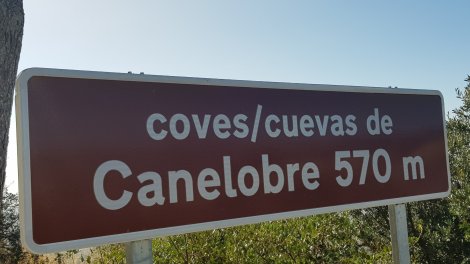 coves/cuevas de
Canelobre 570 m